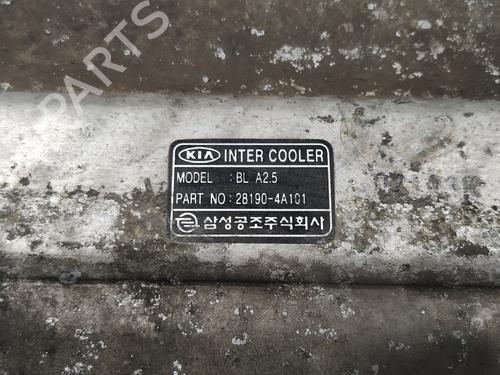 B-PARTS
KIA INTER COOLER
MODEL : BL A2.5
PART NO : 28190-4A101
삼성공조주식회사